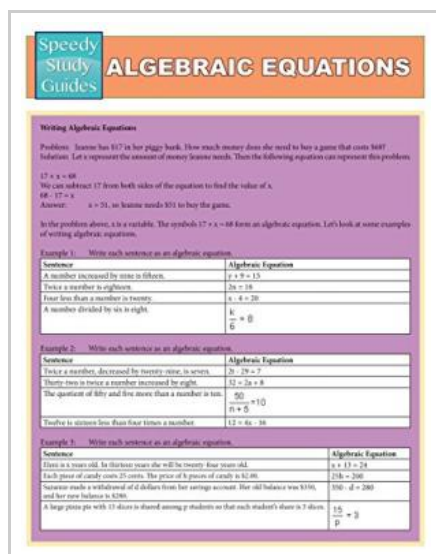 Speedy
Study
Guides
ALGEBRAIC EQUATIONS
Writing Algebraic Equations
Problem: Jeanne has $17 in her piggy bank. How much money does she need to buy a game that costs $68?
Solution: Let x represent the amount of money Jeanne needs. Then the following equation can represent this problem:
17 + x = 68
We can subtract 17 from both sides of the equation to find the value of x.
68 - 17 = x
Answer: x = 51, so Jeanne needs $51 to buy the game.
In the problem above, x is a variable. The symbols 17 + x = 68 form an algebraic equation. Let's look at some examples
of writing algebraic equations.
Example 1: Write each sentence as an algebraic equation.
Sentence Algebraic Equation
A number increased by nine is fifteen. y + 9 = 15
Twice a number is eighteen. 2n = 18
Four less than a number is twenty. x - 4 = 20
A number divided by six is eight. k/6 = 8
Example 2: Write each sentence as an algebraic equation.
Sentence Algebraic Equation
Twice a number, decreased by twenty-nine, is seven. 2t - 29 = 7
Thirty-two is twice a number increased by eight. 32 = 2a + 8
The quotient of fifty and five more than a number is ten. 50/(n + 5) =10
Twelve is sixteen less than four times a number. 12 = 4x - 16
Example 3: Write each sentence as an algebraic equation.
Sentence Algebraic Equation
is x years old. In thirteen years she will be twenty-four years old. x + 13 = 24
Each piece of candy costs 25 cents. The price of h pieces of candy is $2.00. 25h = 200
Suzanne made a withdrawal of d dollars from her savings account. Her old balance was $350, 350 - d = 280
and her new balance is $280.
A large pizza pie with 15 slices is shared among p students so that each student's share is 3 slices. 15/p = 3